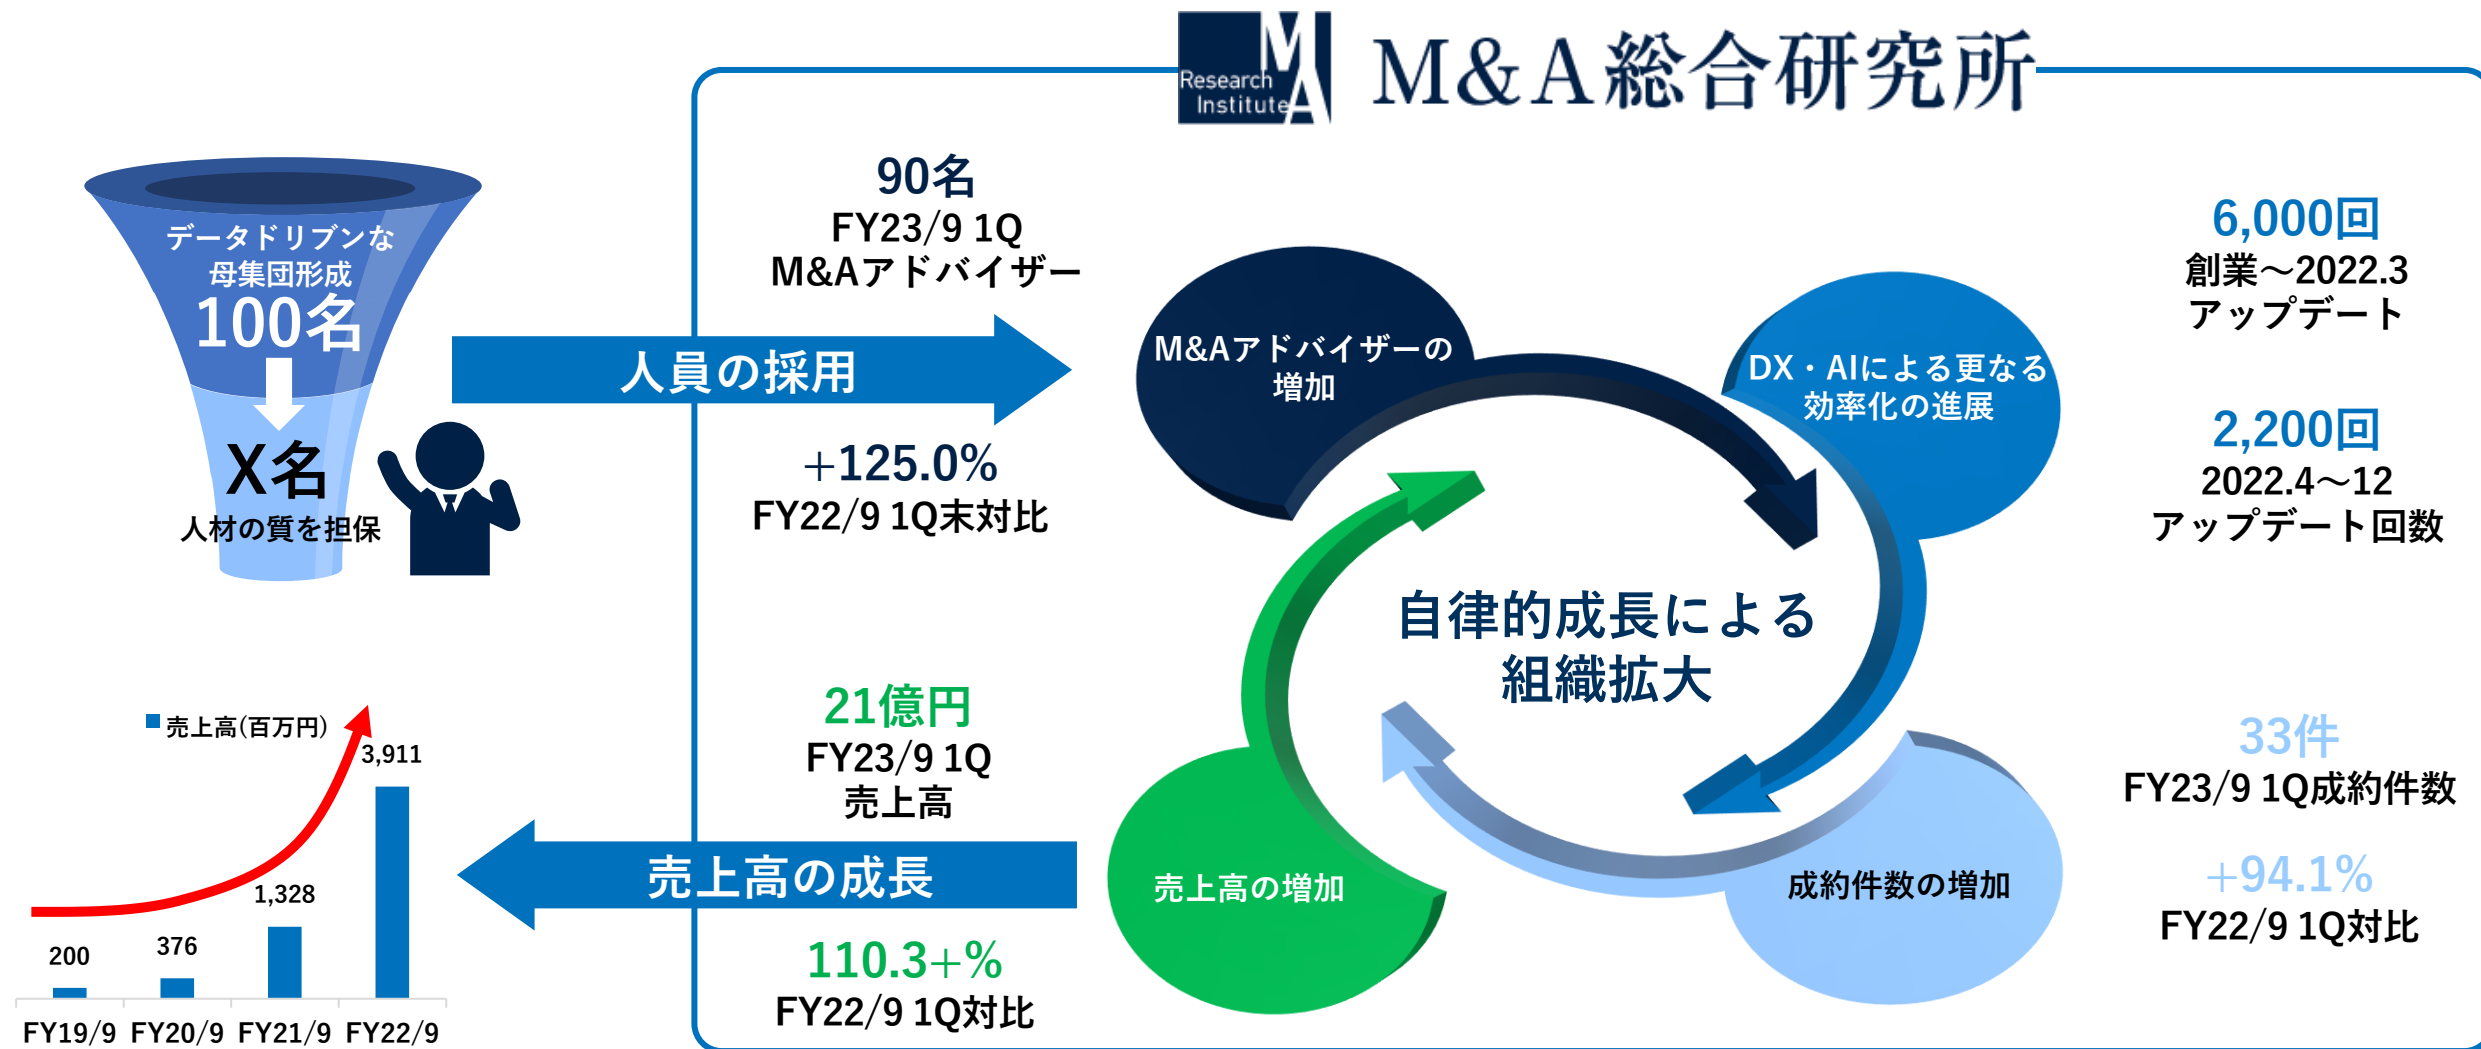 Research
Institute
MA
M&A総合研究所
データドリブンな
母集団形成
100名
X名
人材の質を担保
人員の採用
90名
FY23/9 1Q
M&Aアドバイザー
+125.0%
FY22/9 1Q末対比
M&Aアドバイザーの
増加
DX・AIによる更なる
効率化の進展
6,000回
創業～2022.3
アップデート
2,200回
2022.4～12
アップデート回数
自律的成長による
組織拡大
33件
FY23/9 1Q成約件数
+94.1%
FY22/9 1Q対比
成約件数の増加
売上高の増加
21億円
FY23/9 1Q
売上高
売上高の成長
110.3+%
FY22/9 1Q対比
売上高(百万円)
200
376
1,328
3,911
FY19/9 FY20/9 FY21/9 FY22/9